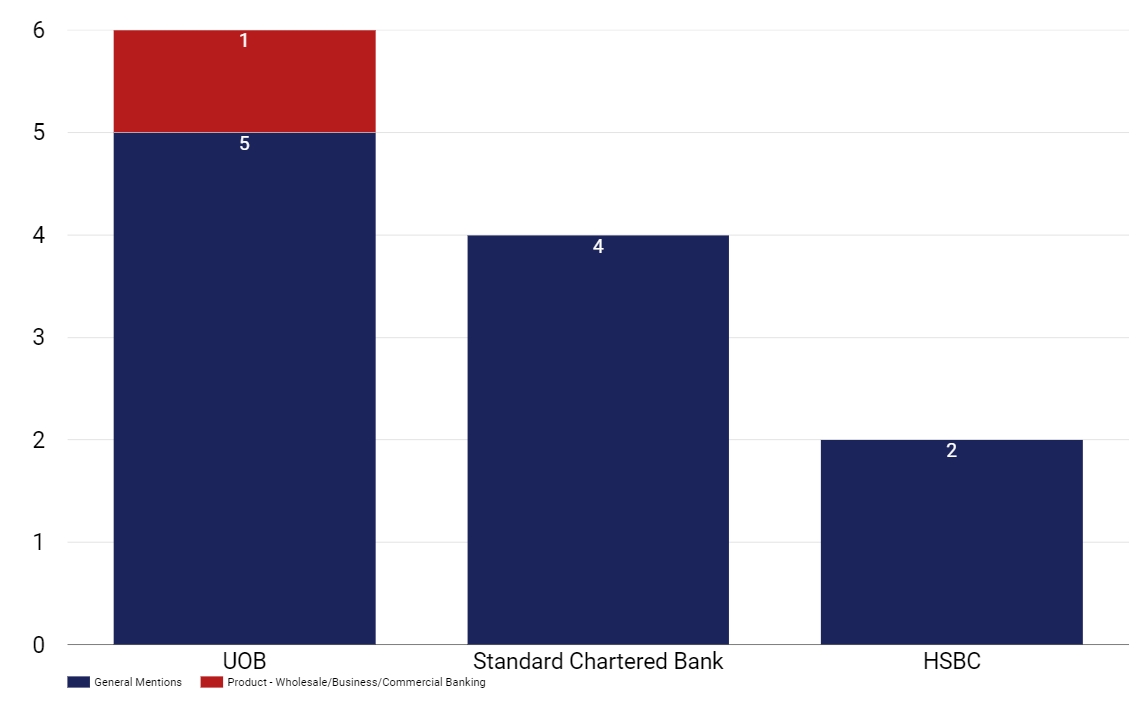 6
1
5
5
4
4
3
2
2
1
0
UOB
Standard Chartered Bank
HSBC
General Mentions
Product - Wholesale/Business/Commercial Banking